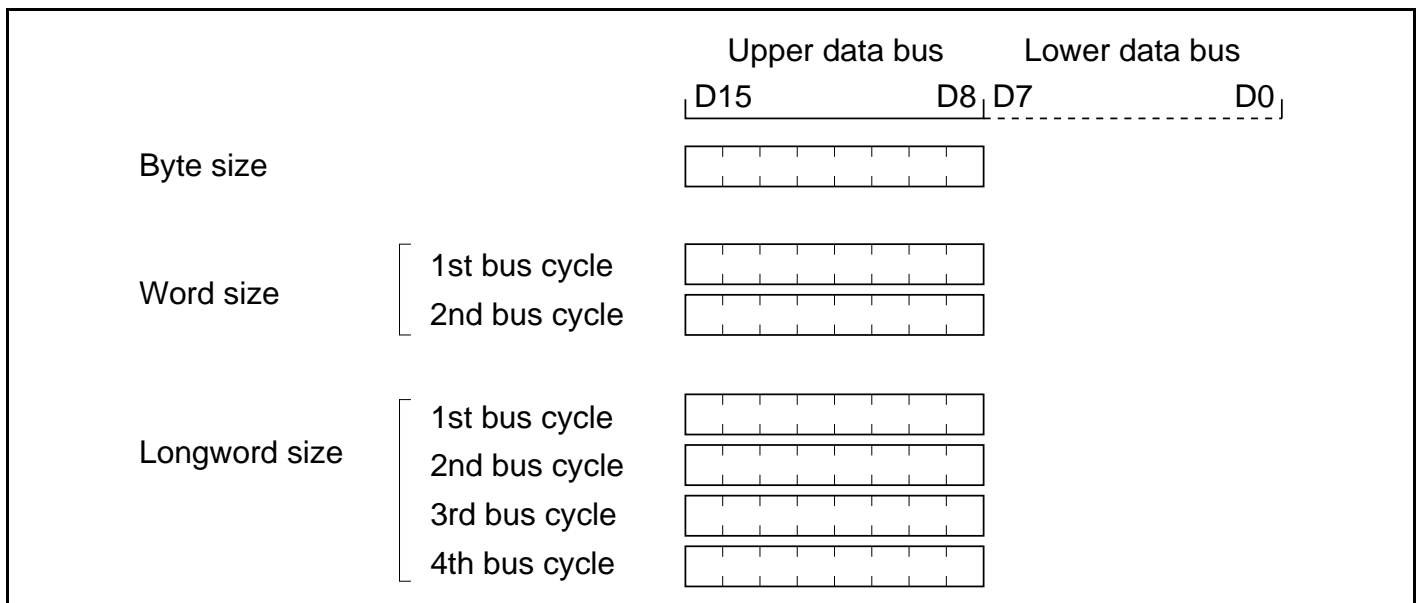 Upper data bus Lower data bus
D15 D8 D7 D0
Byte size
Word size
1st bus cycle
2nd bus cycle
Longword size
1st bus cycle
2nd bus cycle
3rd bus cycle
4th bus cycle